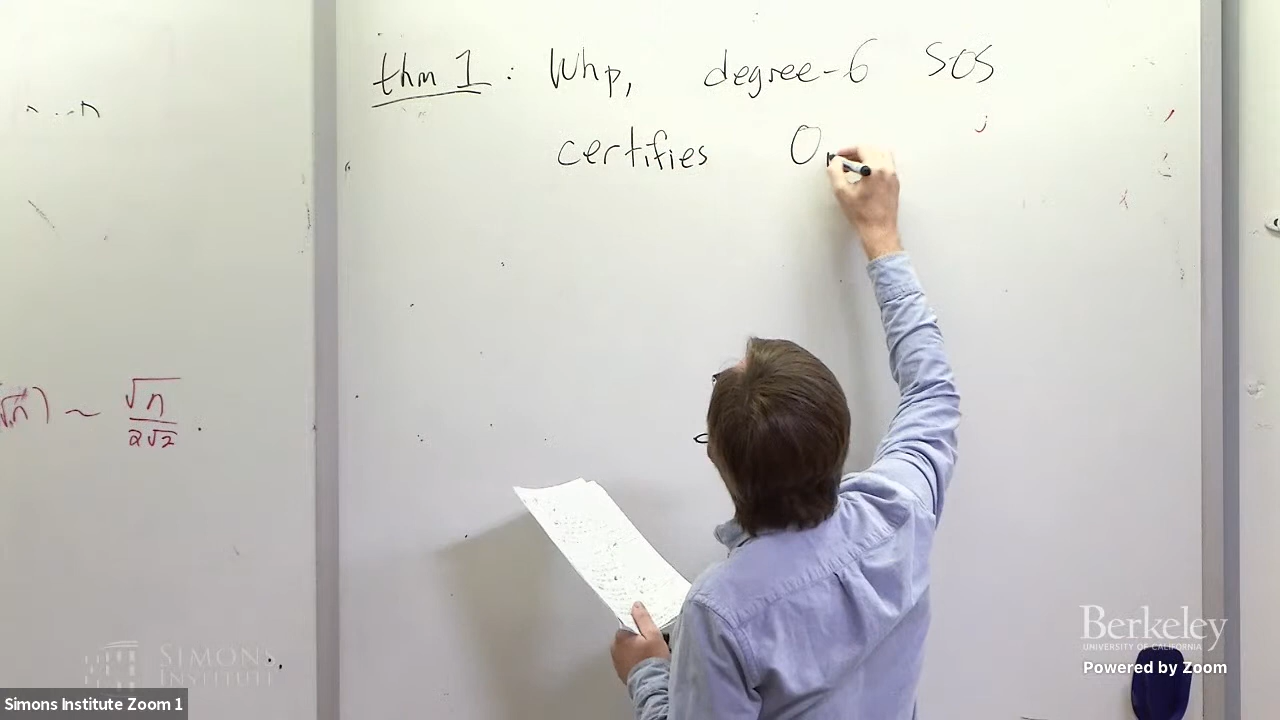 thm 1 : Whp, degree-6 SOS
certifies O
...n
√n) ~ √n / 2√2 .
SIMONS
INSTITUTE
Berkeley
UNIVERSITY OF CALIFORNIA
Powered by Zoom
Simons Institute Zoom 1